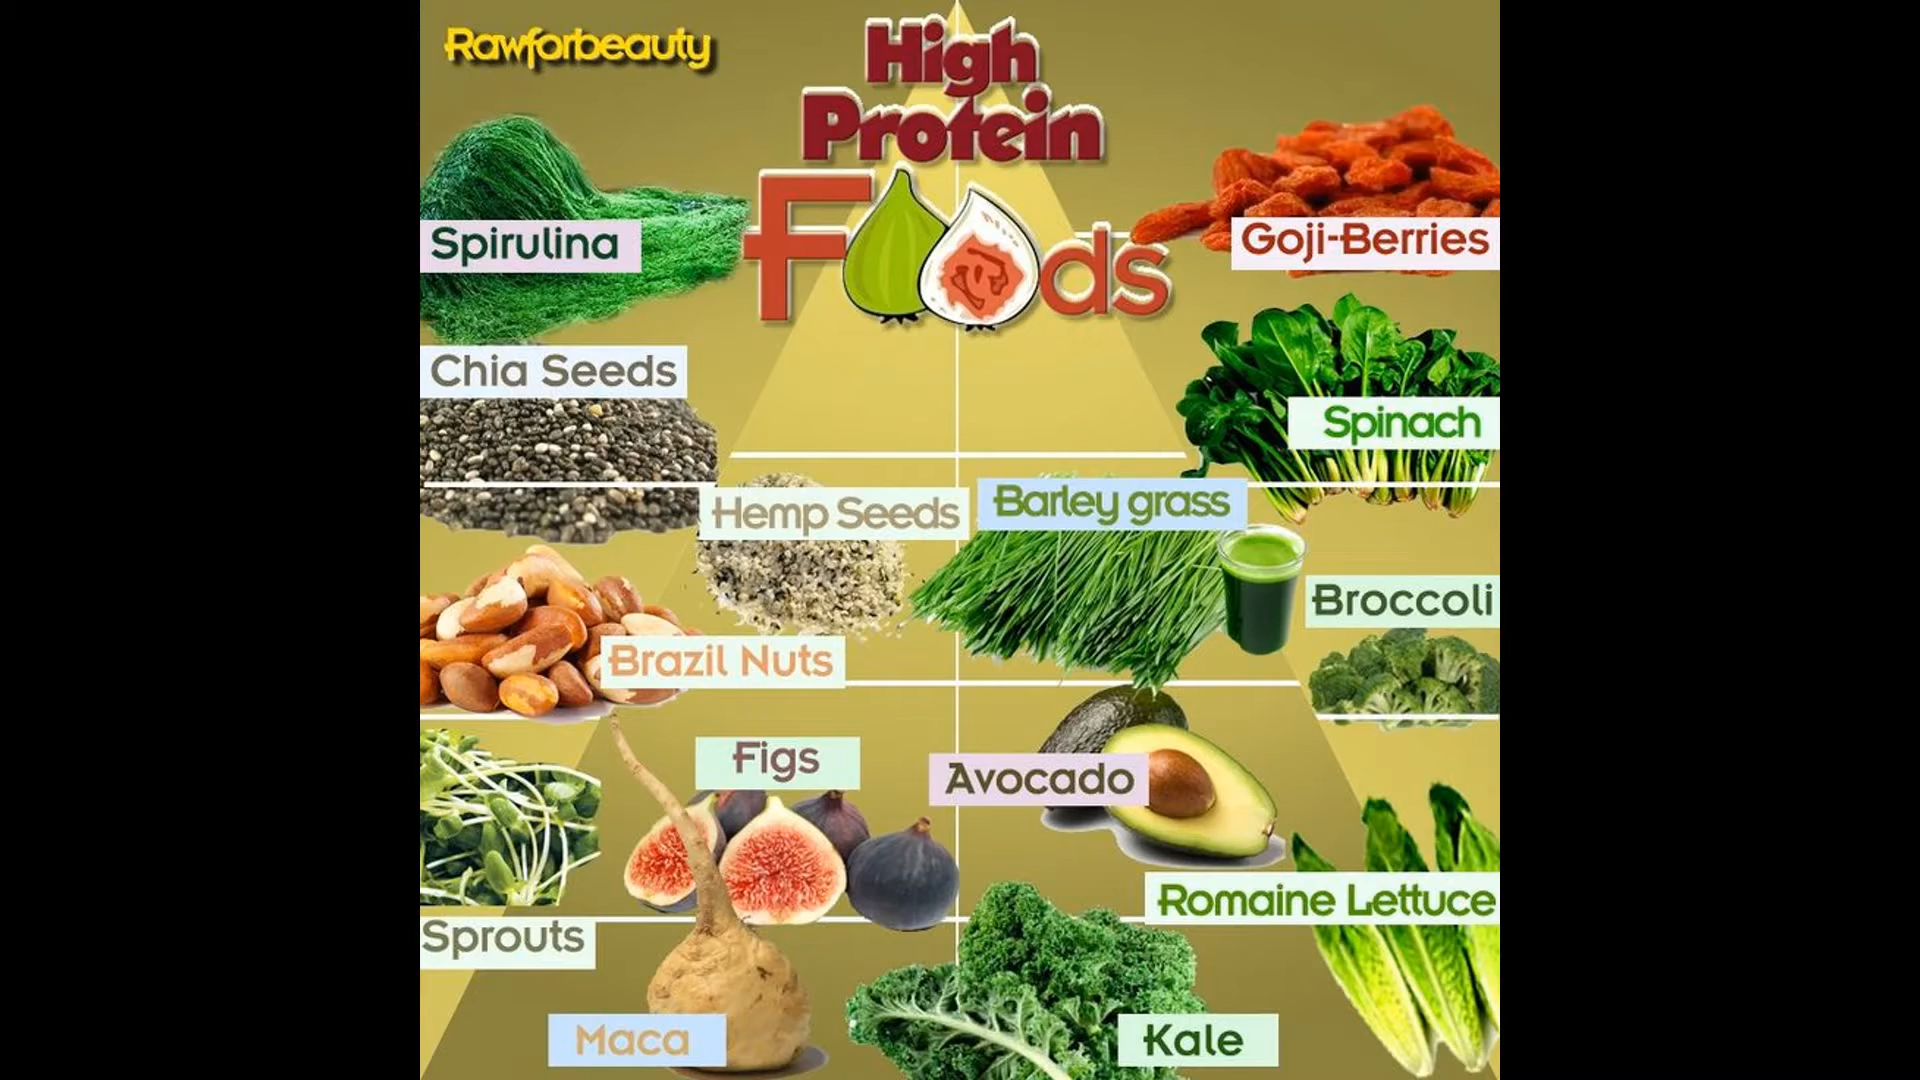 Rawforbeauty
High
Protein
Foods
Spirulina
Goji-Berries
Chia Seeds
Spinach
Hemp Seeds
Barley grass
Broccoli
Brazil Nuts
Figs
Avocado
Romaine Lettuce
Sprouts
Maca
Kale